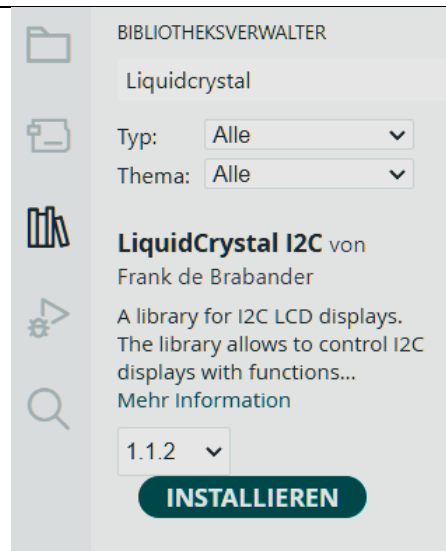 BIBLIOTHEKSVERWALTER
Liquidcrystal
Typ: Alle
Thema: Alle
LiquidCrystal I2C von
Frank de Brabander
A library for I2C LCD displays.
The library allows to control I2C
displays with functions...
Mehr Information
1.1.2
INSTALLIEREN